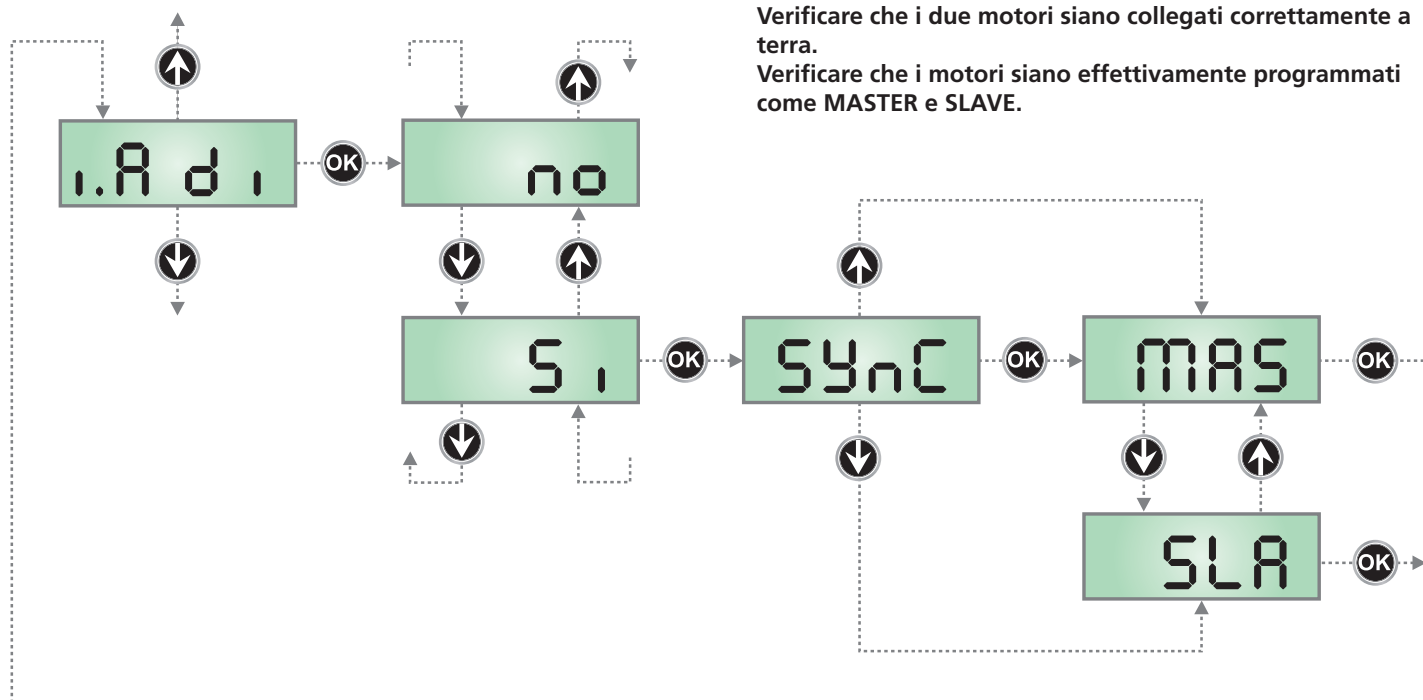 Verificare che i due motori siano collegati correttamente a
terra.
Verificare che i motori siano effettivamente programmati
come MASTER e SLAVE.
i.Adi
OK
no
Si
OK
SYnC
OK
MAS
OK
SLA
OK